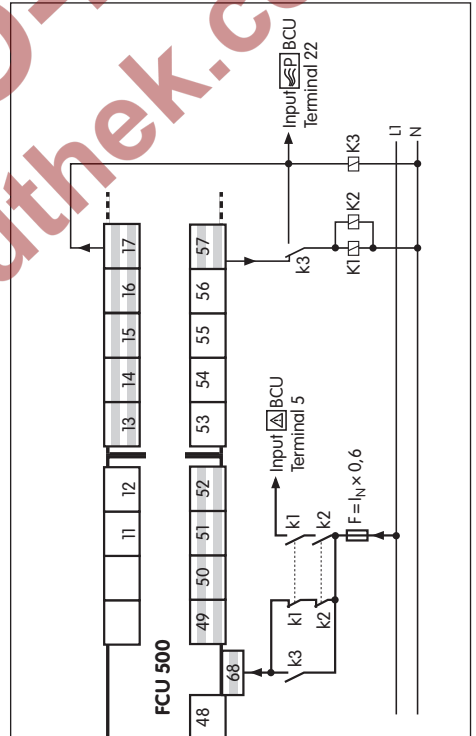 thek.co
11 12 13 14 15 16 17
FCU 500
48 49 50 51 52 53 54 55 56 57
68
Input ⚠ BCU
Terminal 5
Input P BCU
Terminal 22
k3 k1 k1 k3
k2 k2
K1 K2 K3
F = IN × 0,6
L1
N